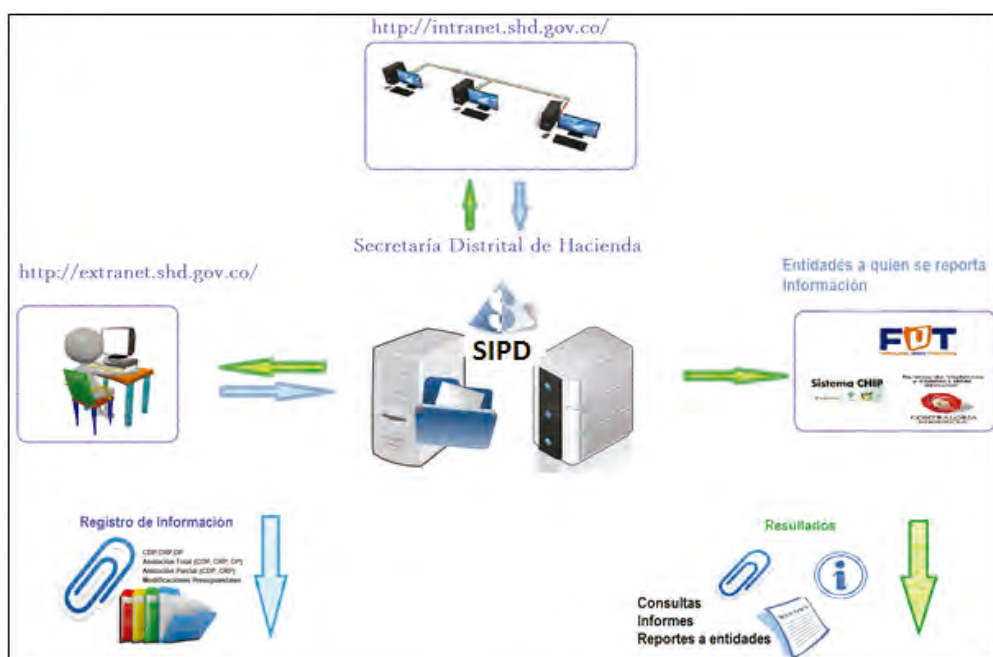 http://intranet.shd.gov.co/
Secretaría Distrital de Hacienda
http://extranet.shd.gov.co/
Entidades a quien se reporta
Información
SIPD
FUT
Sistema CHIP
CONTRALORÍA
Registro de Información
CDP, CRP, OP
Anulación Total (CDP, CRP, OP)
Anulación Parcial (CDP, CRP)
Modificaciones Presupuestales
Resultados
Consultas
Informes
Reportes a entidades